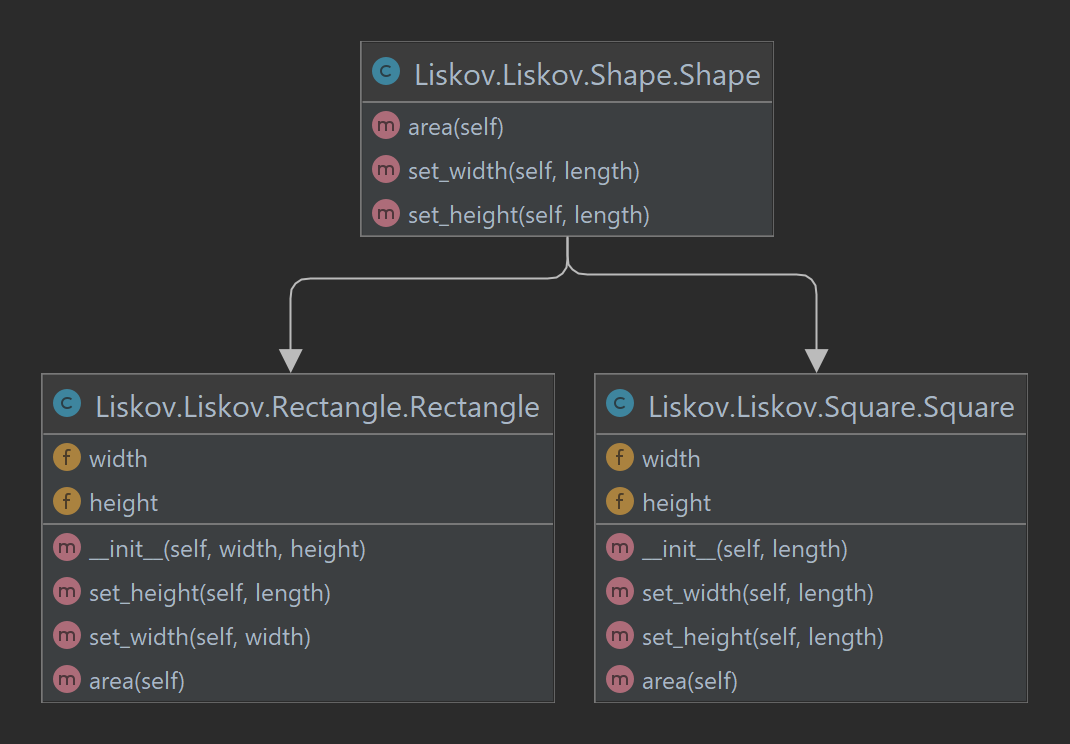 C Liskov.Liskov.Shape.Shape
m area(self)
m set_width(self, length)
m set_height(self, length)
C Liskov.Liskov.Rectangle.Rectangle
f width
f height
m __init__(self, width, height)
m set_height(self, length)
m set_width(self, width)
m area(self)
C Liskov.Liskov.Square.Square
f width
f height
m __init__(self, length)
m set_width(self, length)
m set_height(self, length)
m area(self)